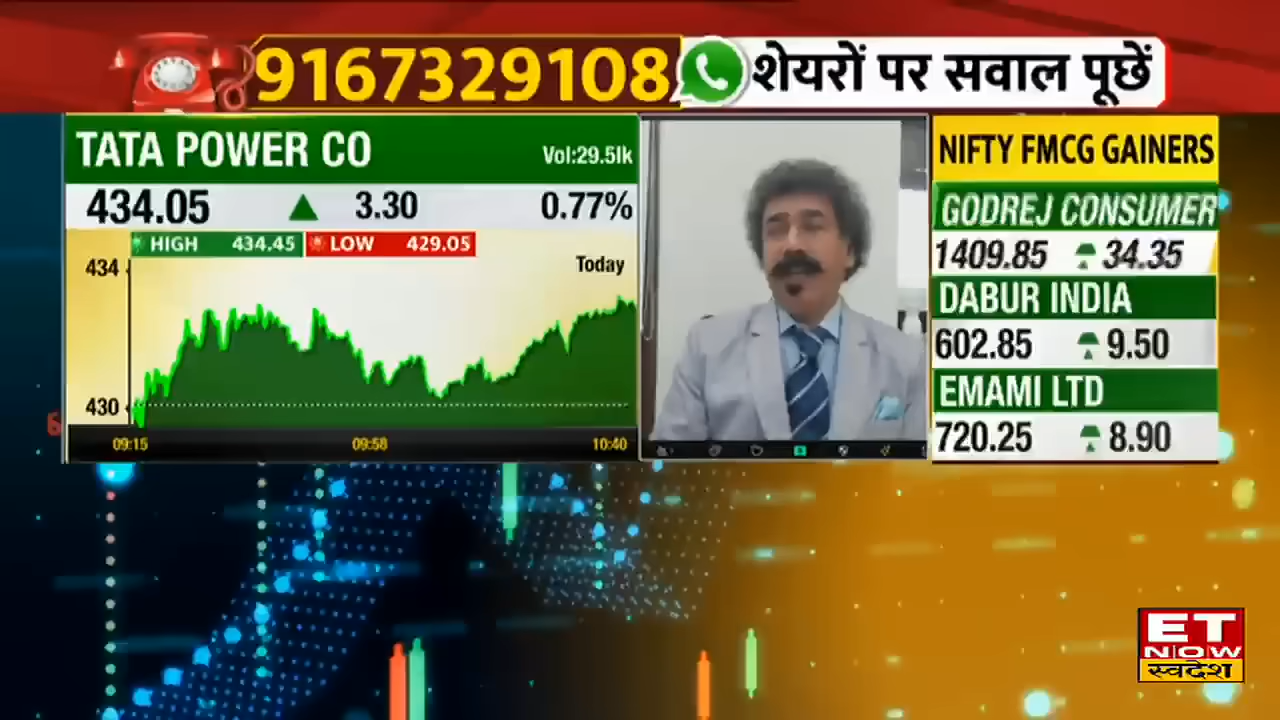 9167329108 शेयरों पर सवाल पूछें
TATA POWER CO Vol:29.5lk
434.05 ▲ 3.30 0.77%
HIGH 434.45 LOW 429.05
Today
434
430
09:15 09:58 10:40
NIFTY FMCG GAINERS
GODREJ CONSUMER
1409.85 34.35
DABUR INDIA
602.85 9.50
EMAMI LTD
720.25 8.90
ET
NOW
स्वदेश